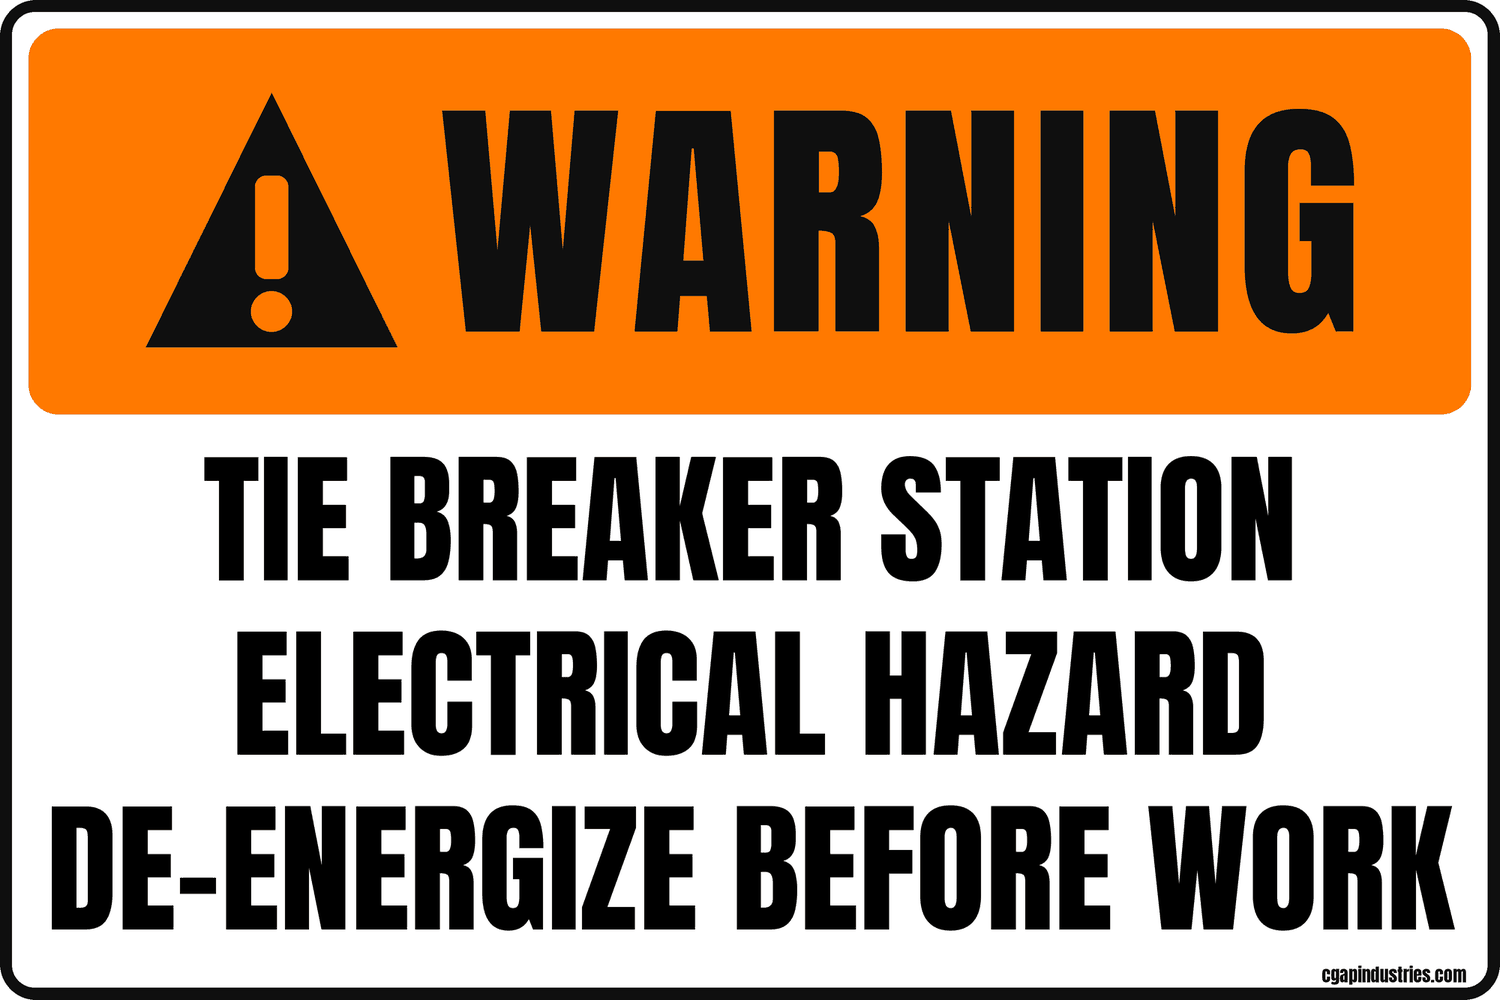 WARNING
TIE BREAKER STATION
ELECTRICAL HAZARD
DE-ENERGIZE BEFORE WORK
cgapindustries.com